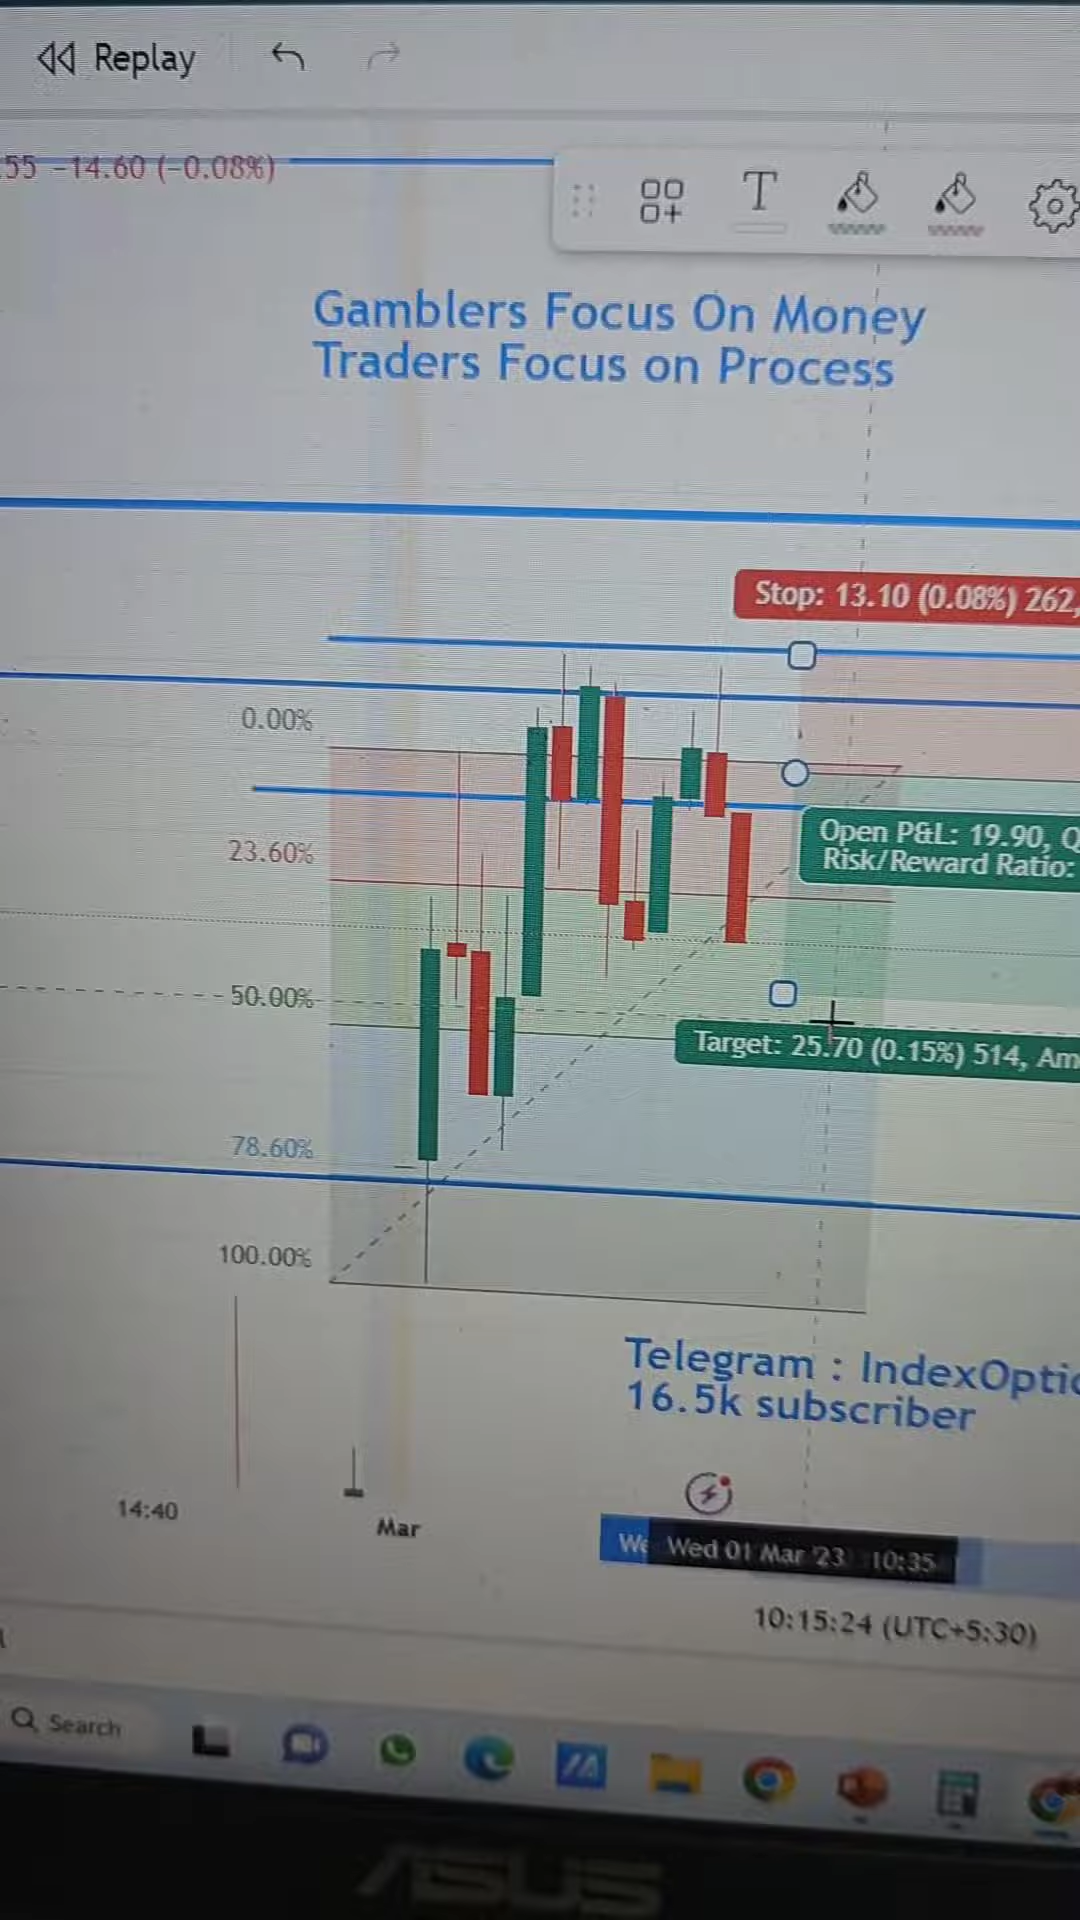 Replay
55 −14.60 (−0.08%)
T
Gamblers Focus On Money
Traders Focus on Process
Stop: 13.10 (0.08%) 262,
0.00%
Open P&L: 19.90, Q
Risk/Reward Ratio:
23.60%
50.00%
Target: 25.70 (0.15%) 514, Am
78.60%
100.00%
Telegram : IndexOptio
16.5k subscriber
14:40
Mar
We
Wed 01 Mar '23 10:35
10:15:24 (UTC+5:30)
Search
ASUS